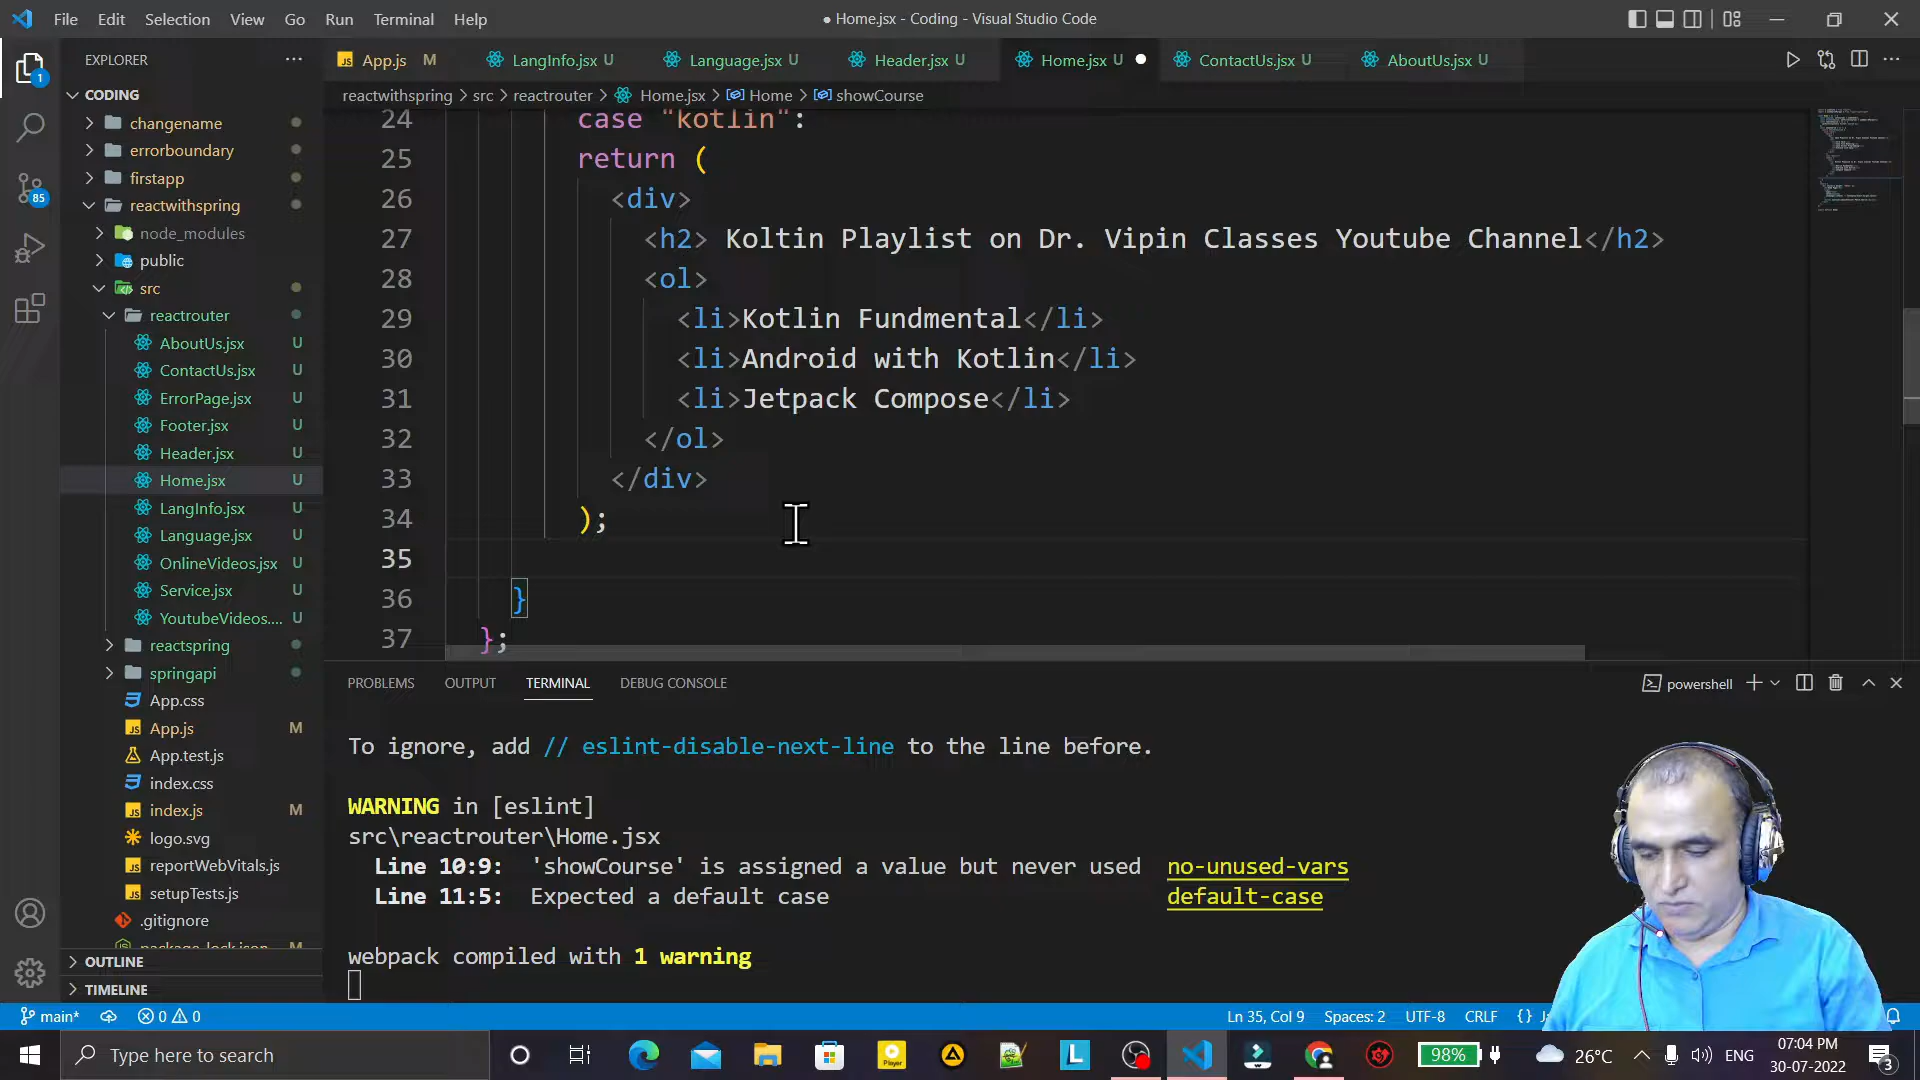 File Edit Selection View Go Run Terminal Help
● Home.jsx - Coding - Visual Studio Code
EXPLORER
App.js M
LangInfo.jsx U
Language.jsx U
Header.jsx U
Home.jsx U
ContactUs.jsx U
AboutUs.jsx U
reactwithspring > src > reactrouter > Home.jsx > Home > showCourse
CODING
changename
errorboundary
firstapp
reactwithspring
node_modules
public
src
reactrouter
AboutUs.jsx U
ContactUs.jsx U
ErrorPage.jsx U
Footer.jsx U
Header.jsx U
Home.jsx U
LangInfo.jsx U
Language.jsx U
OnlineVideos.jsx U
Service.jsx U
YoutubeVideos.... U
reactspring
springapi
App.css
App.js M
App.test.js
index.css
index.js M
logo.svg
reportWebVitals.js
setupTests.js
.gitignore
package-lock.json M
OUTLINE
TIMELINE
1
85
24 case "kotlin":
25 return (
26 <div>
27 <h2> Koltin Playlist on Dr. Vipin Classes Youtube Channel</h2>
28 <ol>
29 <li>Kotlin Fundmental</li>
30 <li>Android with Kotlin</li>
31 <li>Jetpack Compose</li>
32 </ol>
33 </div>
34 );
35
36 }
37 };
PROBLEMS OUTPUT TERMINAL DEBUG CONSOLE
powershell
To ignore, add // eslint-disable-next-line to the line before.
WARNING in [eslint]
src\reactrouter\Home.jsx
Line 10:9: 'showCourse' is assigned a value but never used no-unused-vars
Line 11:5: Expected a default case default-case
webpack compiled with 1 warning
main* 0 0
Ln 35, Col 9 Spaces: 2 UTF-8 CRLF {}
Type here to search
Player
L
98%
26°C
ENG
07:04 PM
30-07-2022
3